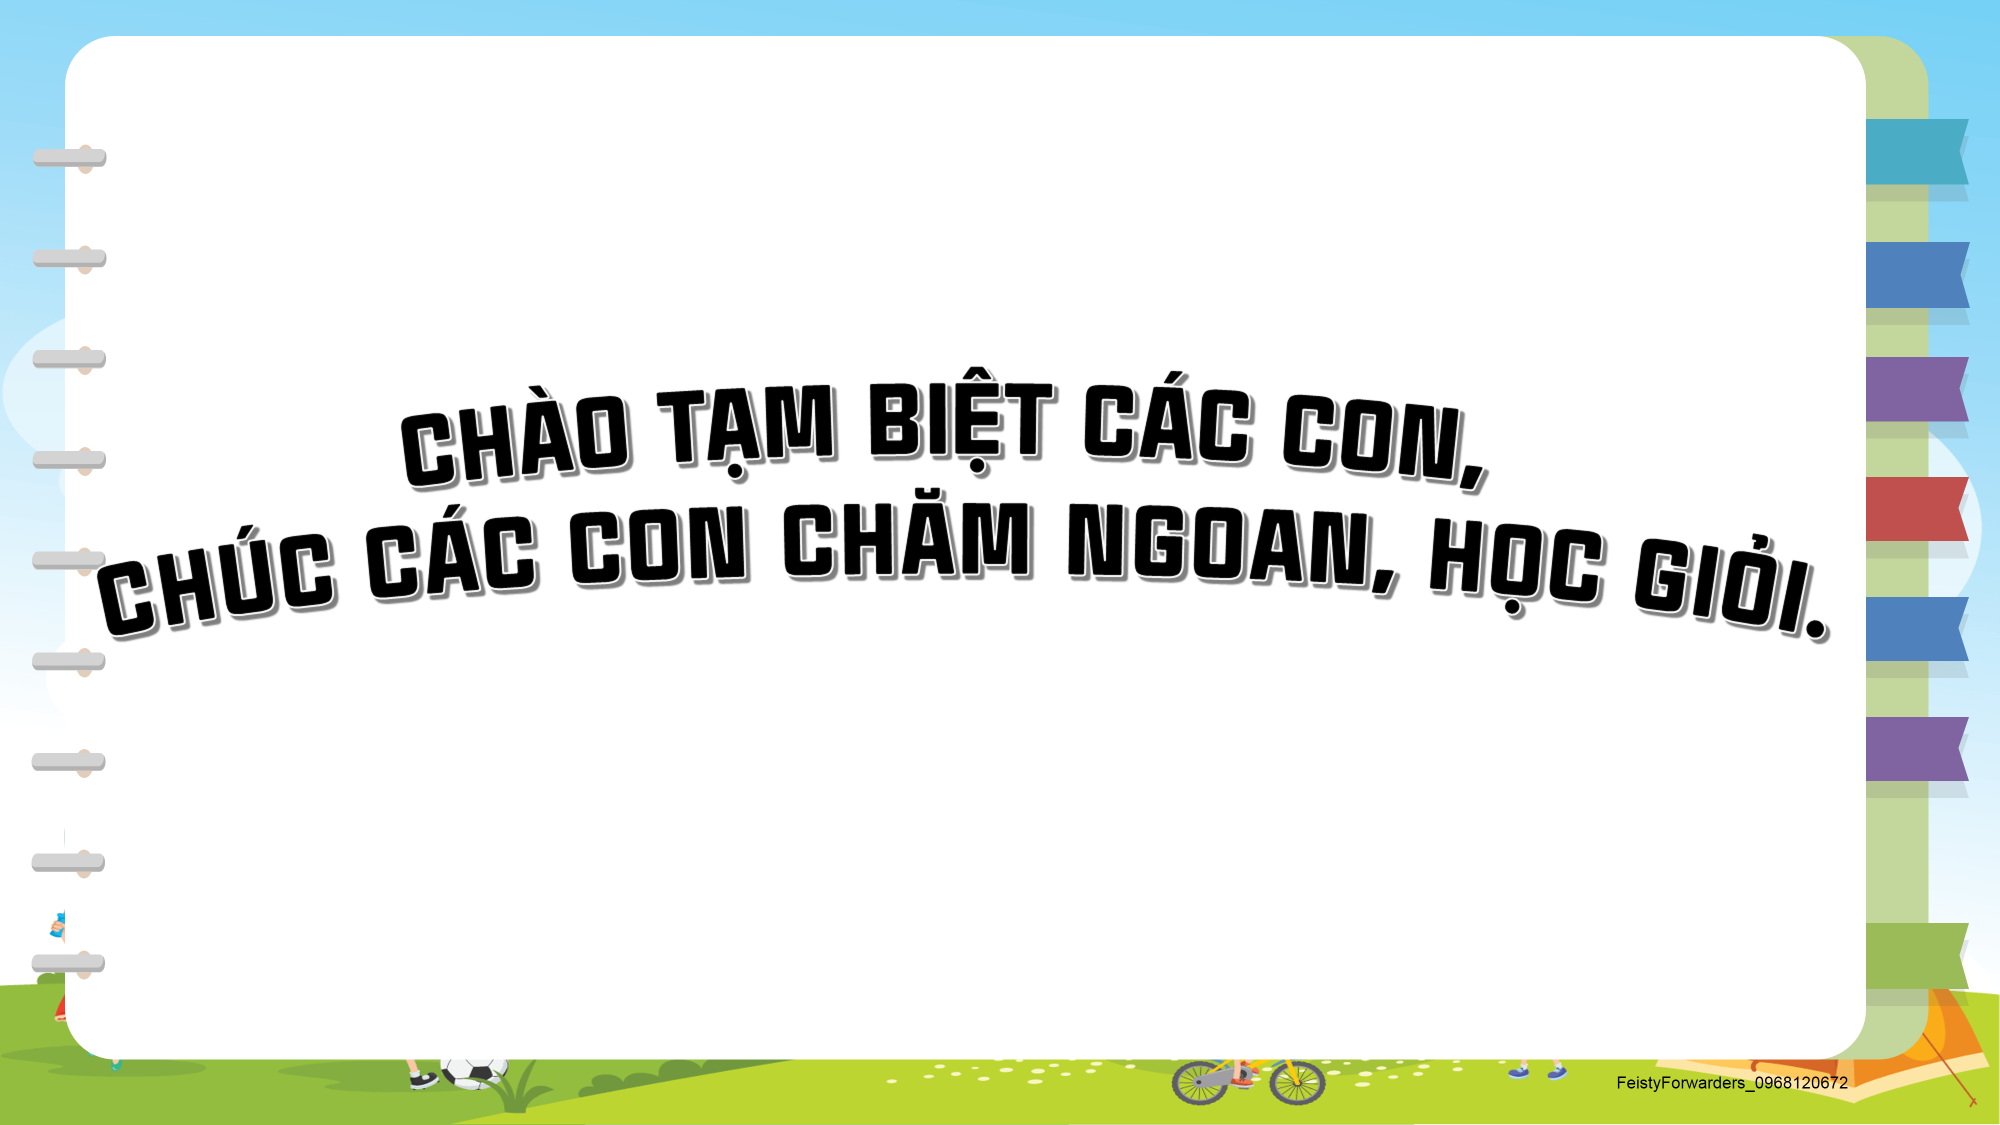 CHÀO TẠM BIỆT CÁC CON,
CHÚC CÁC CON CHĂM NGOAN, HỌC GIỎI.
FeistyForwarders_0968120672